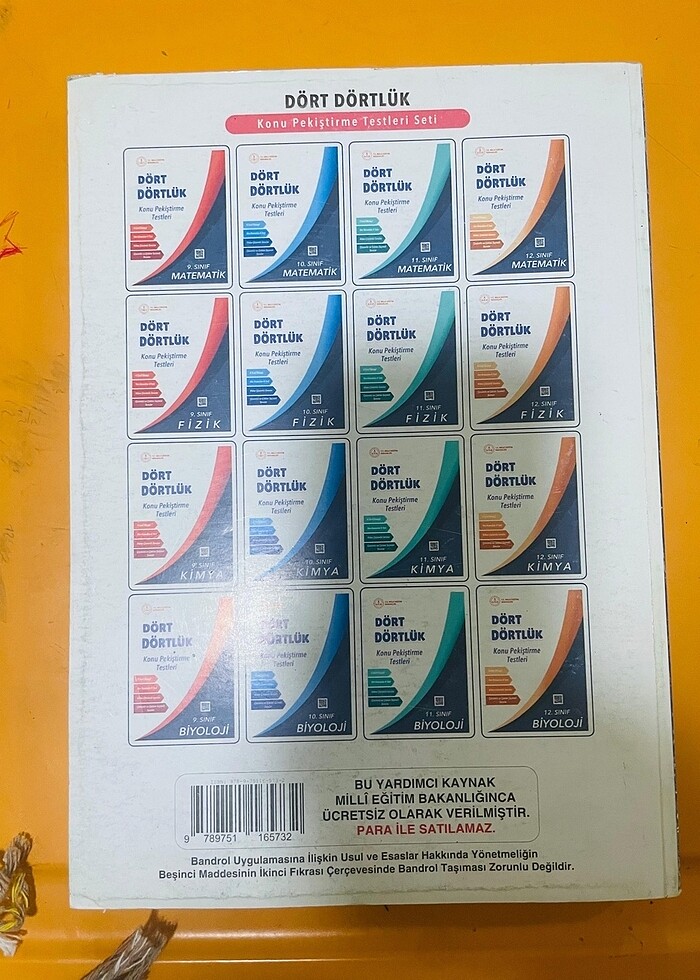 DÖRT DÖRTLÜK
Konu Pekiştirme Testleri Seti
DÖRT
DÖRTLÜK
Konu Pekiştirme
Testleri
9. SINIF
MATEMATİK
DÖRT
DÖRTLÜK
Konu Pekiştirme
Testleri
10. SINIF
MATEMATİK
DÖRT
DÖRTLÜK
Konu Pekiştirme
Testleri
11. SINIF
MATEMATİK
DÖRT
DÖRTLÜK
Konu Pekiştirme
Testleri
12. SINIF
MATEMATİK
DÖRT
DÖRTLÜK
Konu Pekiştirme
Testleri
9. SINIF
FİZİK
DÖRT
DÖRTLÜK
Konu Pekiştirme
Testleri
10. SINIF
FİZİK
DÖRT
DÖRTLÜK
Konu Pekiştirme
Testleri
11. SINIF
FİZİK
DÖRT
DÖRTLÜK
Konu Pekiştirme
Testleri
12. SINIF
FİZİK
DÖRT
DÖRTLÜK
Konu Pekiştirme
Testleri
9. SINIF
KİMYA
DÖRT
DÖRTLÜK
Konu Pekiştirme
Testleri
10. SINIF
KİMYA
DÖRT
DÖRTLÜK
Konu Pekiştirme
Testleri
11. SINIF
KİMYA
DÖRT
DÖRTLÜK
Konu Pekiştirme
Testleri
12. SINIF
KİMYA
DÖRT
DÖRTLÜK
Konu Pekiştirme
Testleri
9. SINIF
BİYOLOJİ
DÖRT
DÖRTLÜK
Konu Pekiştirme
Testleri
10. SINIF
BİYOLOJİ
DÖRT
DÖRTLÜK
Konu Pekiştirme
Testleri
11. SINIF
BİYOLOJİ
DÖRT
DÖRTLÜK
Konu Pekiştirme
Testleri
12. SINIF
BİYOLOJİ
9 789751 165732
BU YARDIMCI KAYNAK
MİLLÎ EĞİTİM BAKANLIĞINCA
ÜCRETSİZ OLARAK VERİLMİŞTİR.
PARA İLE SATILAMAZ.
Bandrol Uygulamasına İlişkin Usul ve Esaslar Hakkında Yönetmeliğin
Beşinci Maddesinin İkinci Fıkrası Çerçevesinde Bandrol Taşıması Zorunlu Değildir.